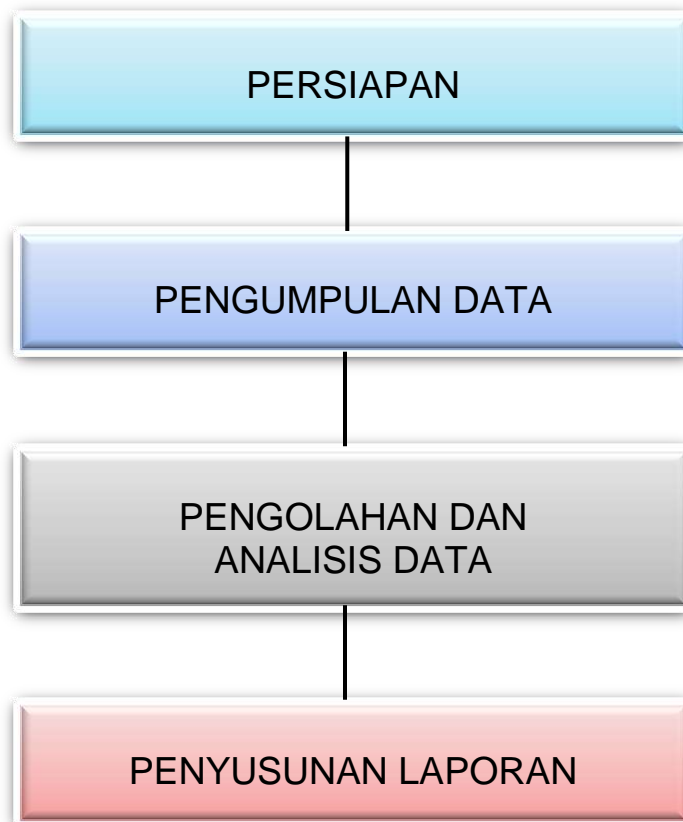 PERSIAPAN
PENGUMPULAN DATA
PENGOLAHAN DAN
ANALISIS DATA
PENYUSUNAN LAPORAN